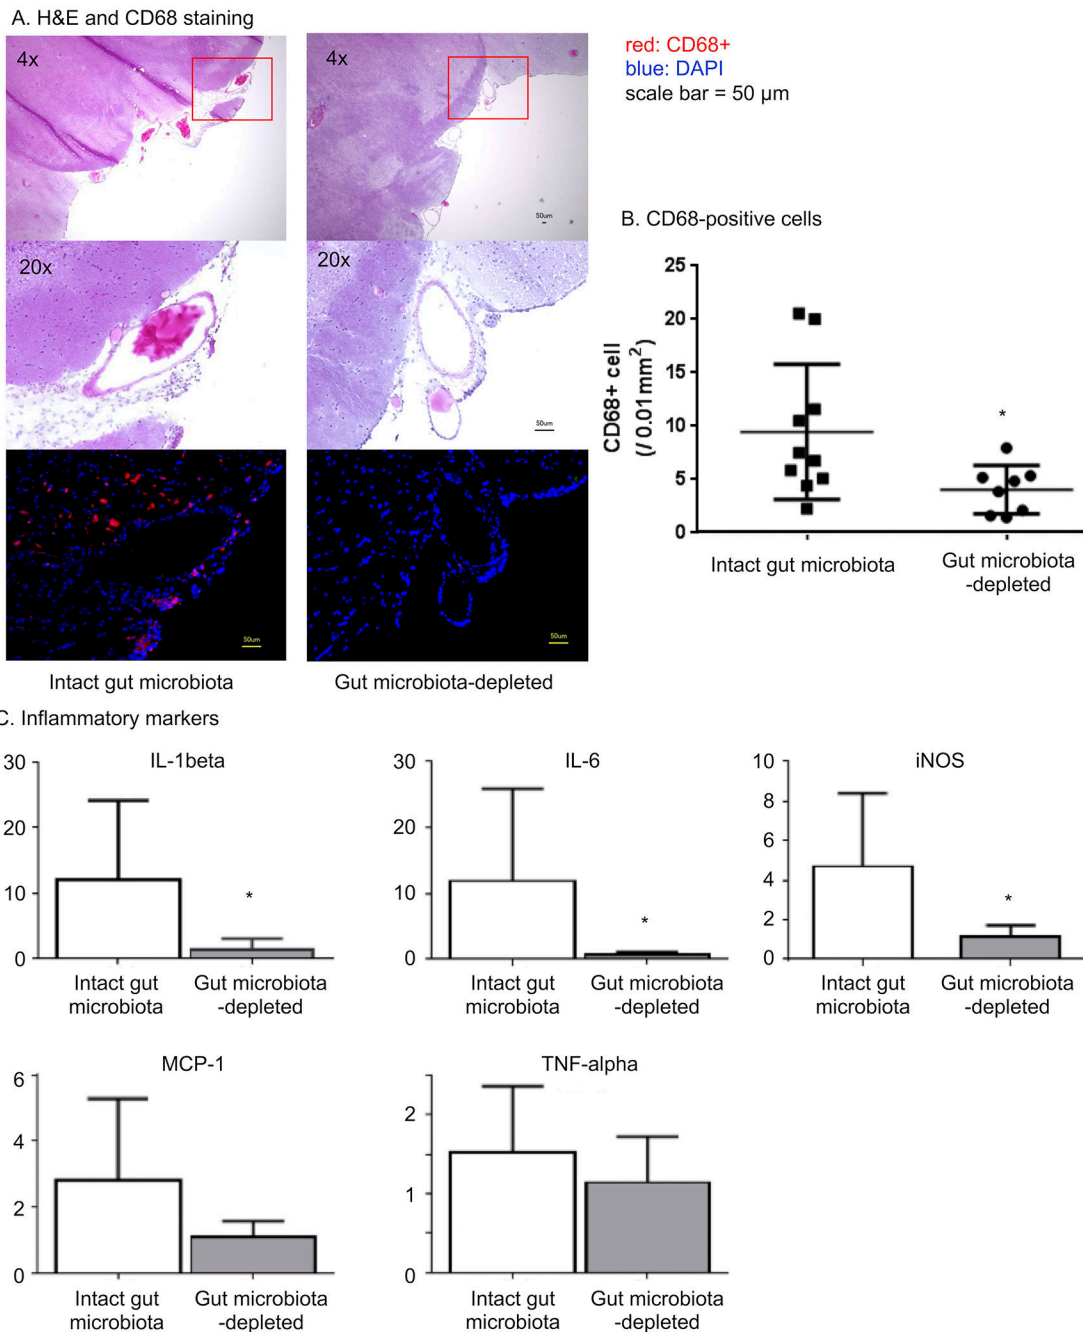 A. H&E and CD68 staining
4x
4x
50um
red: CD68+
blue: DAPI
scale bar = 50 µm
20x
20x
50um
50um
50um
Intact gut microbiota
Gut microbiota-depleted
B. CD68-positive cells
25
20
15
10
5
0
CD68+ cell
(/ 0.01mm²)
*
Intact gut microbiota
Gut microbiota
-depleted
C. Inflammatory markers
IL-1beta
30
20
10
0
*
Intact gut
microbiota
Gut microbiota
-depleted
IL-6
30
20
10
0
*
Intact gut
microbiota
Gut microbiota
-depleted
iNOS
10
8
6
4
2
0
*
Intact gut
microbiota
Gut microbiota
-depleted
MCP-1
6
4
2
0
Intact gut
microbiota
Gut microbiota
-depleted
TNF-alpha
2
1
0
Intact gut
microbiota
Gut microbiota
-depleted